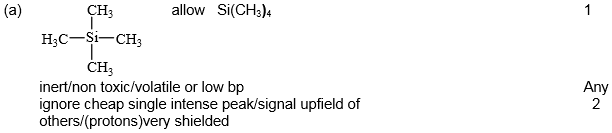 (a) CH₃ allow Si(CH₃)₄ 1
H₃C—Si—CH₃
CH₃
inert/non toxic/volatile or low bp Any
ignore cheap single intense peak/signal upfield of 2
others/(protons)very shielded